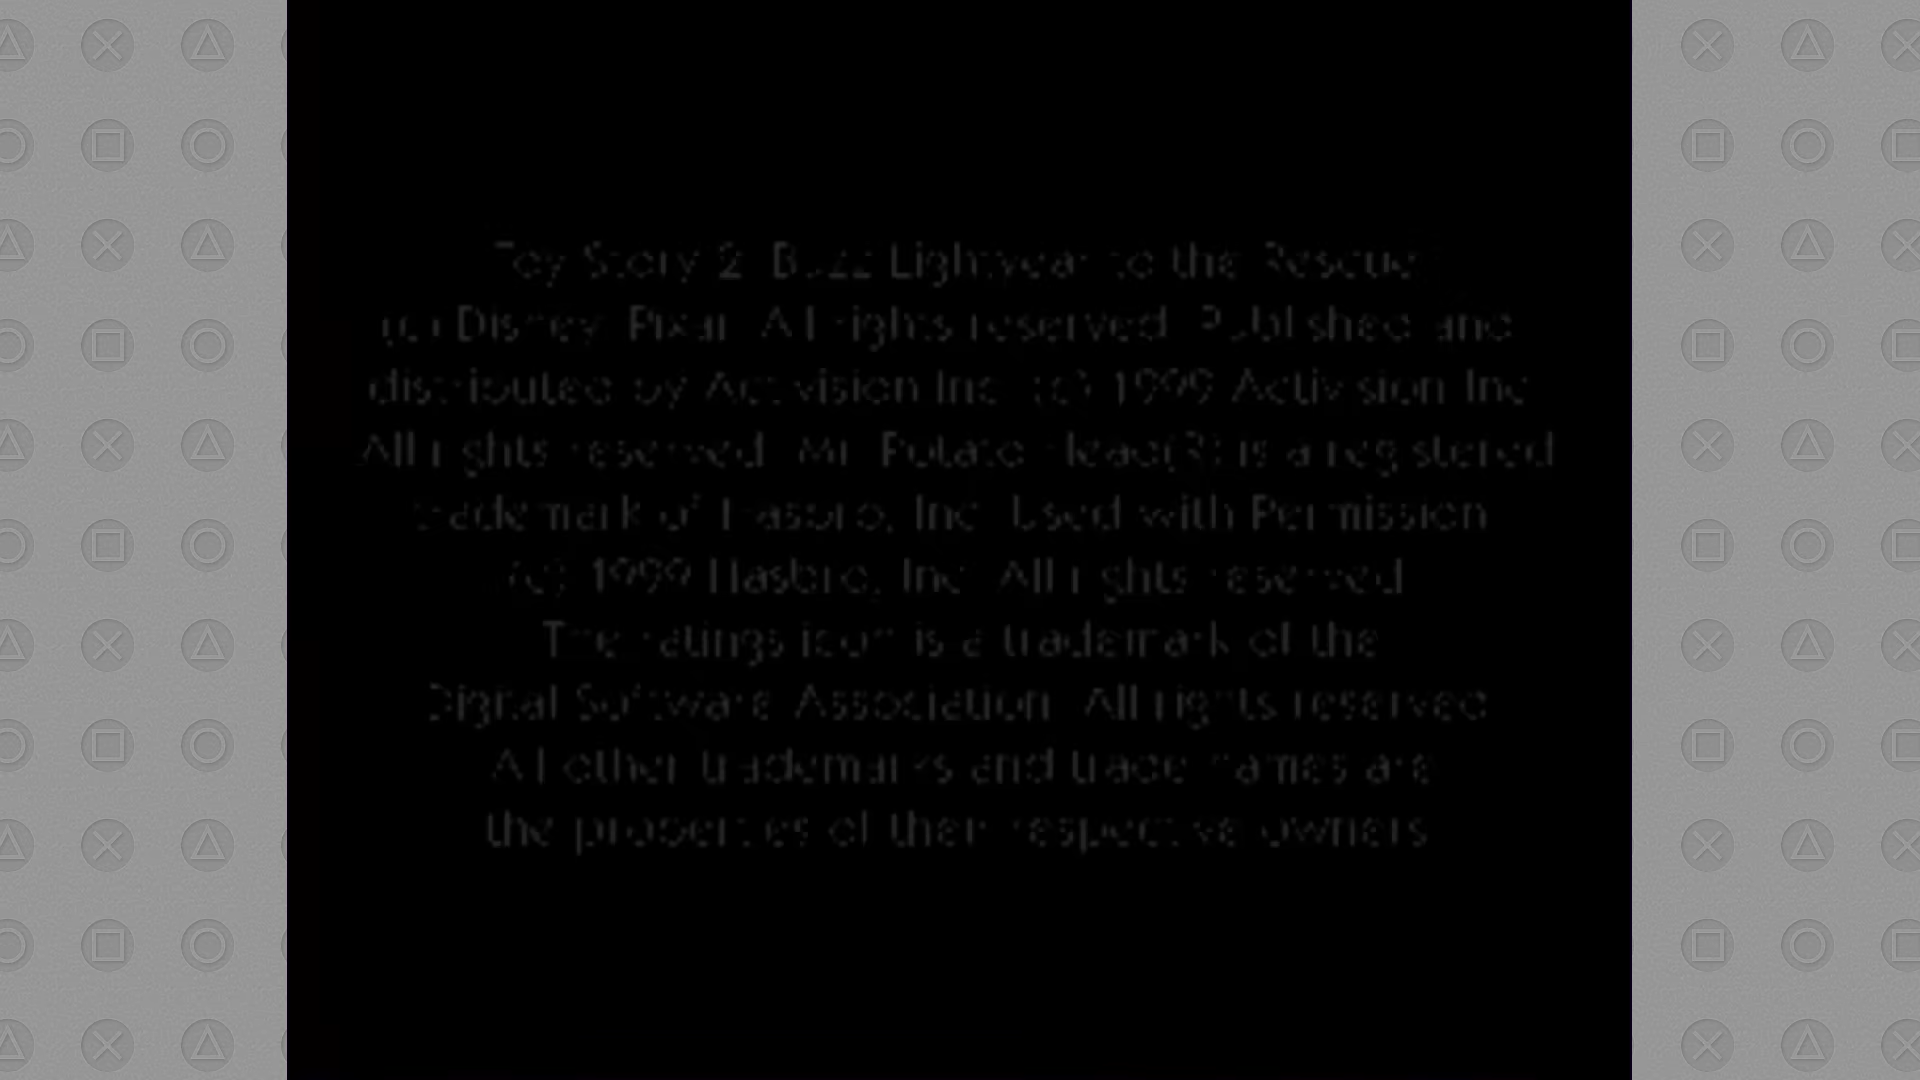 Toy Story 2: Buzz Lightyear to the Rescue!
(c) Disney/Pixar. All rights reserved. Published and
distributed by Activision Inc. (c) 1999 Activision Inc.
All rights reserved. Mr. Potato Head(R) is a registered
trademark of Hasbro, Inc. Used with Permission.
(c) 1999 Hasbro, Inc. All rights reserved.
The ratings icon is a trademark of the
Digital Software Association. All rights reserved.
All other trademarks and trade names are
the properties of their respective owners.